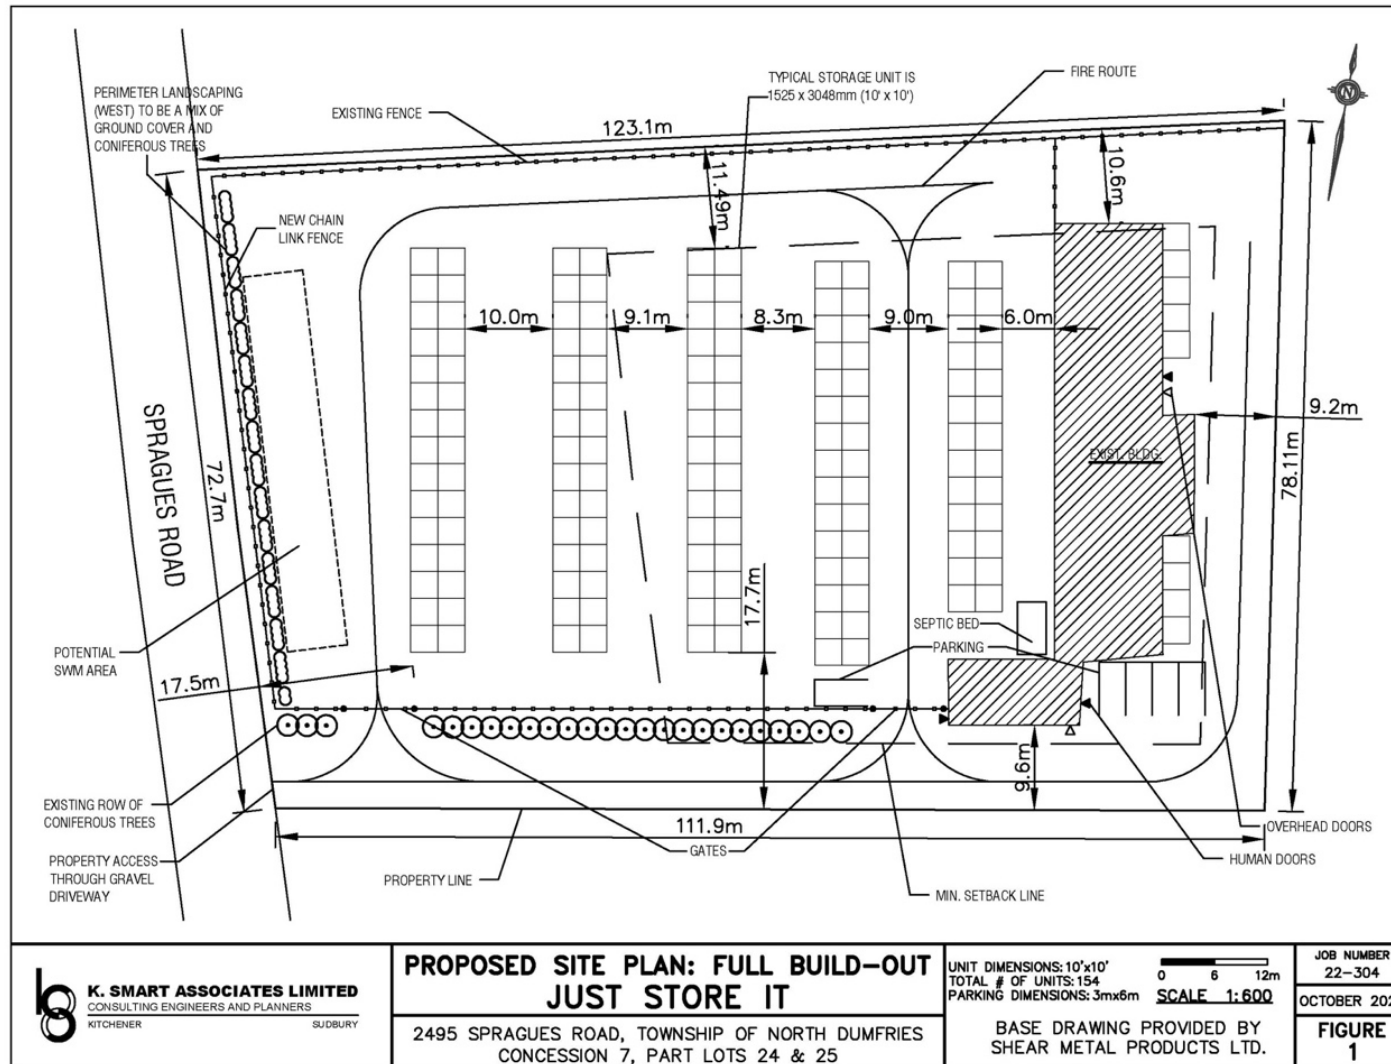 PERIMETER LANDSCAPING
(WEST) TO BE A MIX OF
GROUND COVER AND
CONIFEROUS TREES
EXISTING FENCE
TYPICAL STORAGE UNIT IS
1525 x 3048mm (10' x 10')
FIRE ROUTE
N
123.1m
11.49m
10.6m
NEW CHAIN
LINK FENCE
10.0m
9.1m
8.3m
9.0m
6.0m
9.2m
SPRAGUES ROAD
72.7m
EXIST. BLDG.
78.11m
17.7m
SEPTIC BED
PARKING
POTENTIAL
SWM AREA
17.5m
9.6m
EXISTING ROW OF
CONIFEROUS TREES
111.9m
GATES
OVERHEAD DOORS
HUMAN DOORS
PROPERTY ACCESS
THROUGH GRAVEL
DRIVEWAY
PROPERTY LINE
MIN. SETBACK LINE
K. SMART ASSOCIATES LIMITED
CONSULTING ENGINEERS AND PLANNERS
KITCHENER SUDBURY
PROPOSED SITE PLAN: FULL BUILD-OUT
JUST STORE IT
2495 SPRAGUES ROAD, TOWNSHIP OF NORTH DUMFRIES
CONCESSION 7, PART LOTS 24 & 25
UNIT DIMENSIONS: 10'x10'
TOTAL # OF UNITS: 154
PARKING DIMENSIONS: 3mx6m
0 6 12m
SCALE 1:600
BASE DRAWING PROVIDED BY
SHEAR METAL PRODUCTS LTD.
JOB NUMBER
22-304
OCTOBER 202
FIGURE
1